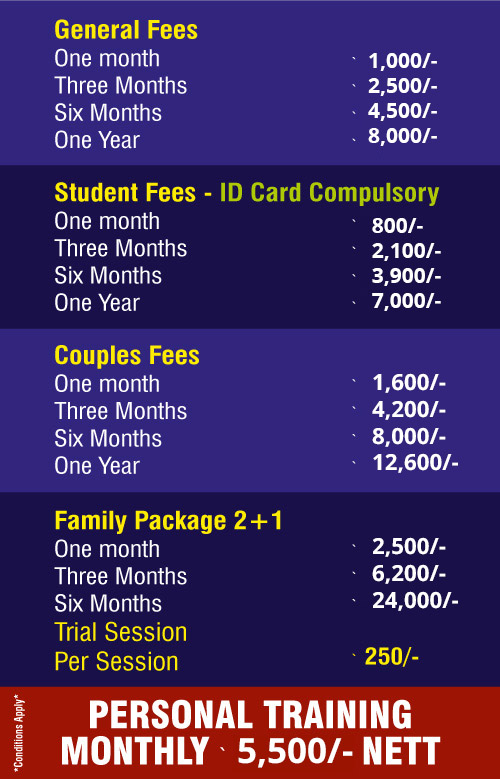 General Fees
One month ` 1,000/-
Three Months ` 2,500/-
Six Months ` 4,500/-
One Year ` 8,000/-
Student Fees - ID Card Compulsory
One month ` 800/-
Three Months ` 2,100/-
Six Months ` 3,900/-
One Year ` 7,000/-
Couples Fees
One month ` 1,600/-
Three Months ` 4,200/-
Six Months ` 8,000/-
One Year ` 12,600/-
Family Package 2+1
One month ` 2,500/-
Three Months ` 6,200/-
Six Months ` 24,000/-
Trial Session
Per Session ` 250/-
*Conditions Apply*
PERSONAL TRAINING
MONTHLY ` 5,500/- NETT